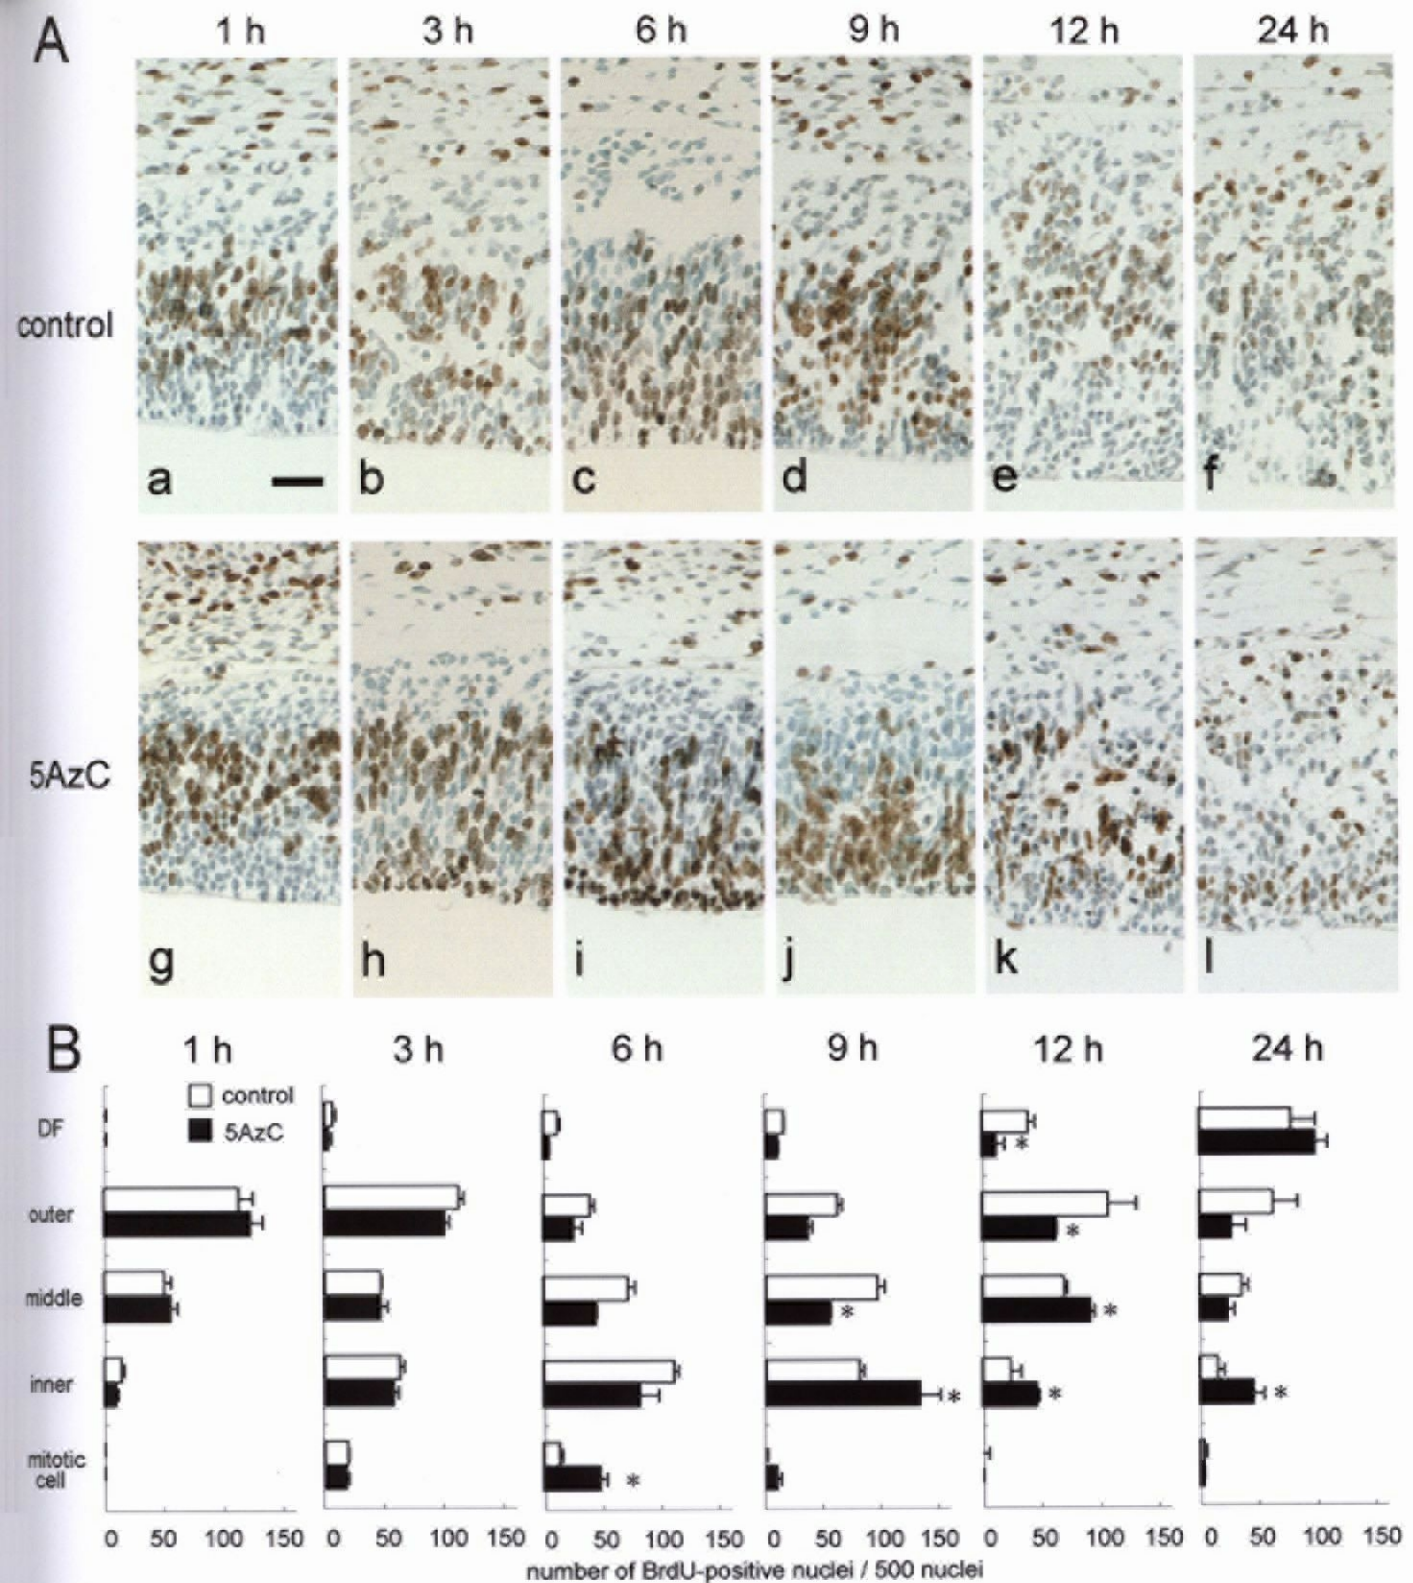 A
1 h 3 h 6 h 9 h 12 h 24 h
control
a b c d e f
5AzC
g h i j k l
B
1 h 3 h 6 h 9 h 12 h 24 h
control
5AzC
DF
*
outer
*
middle
* *
inner
* * *
mitotic
cell
*
0 50 100 150 0 50 100 150 0 50 100 150 0 50 100 150 0 50 100 150 0 50 100 150
number of BrdU-positive nuclei / 500 nuclei